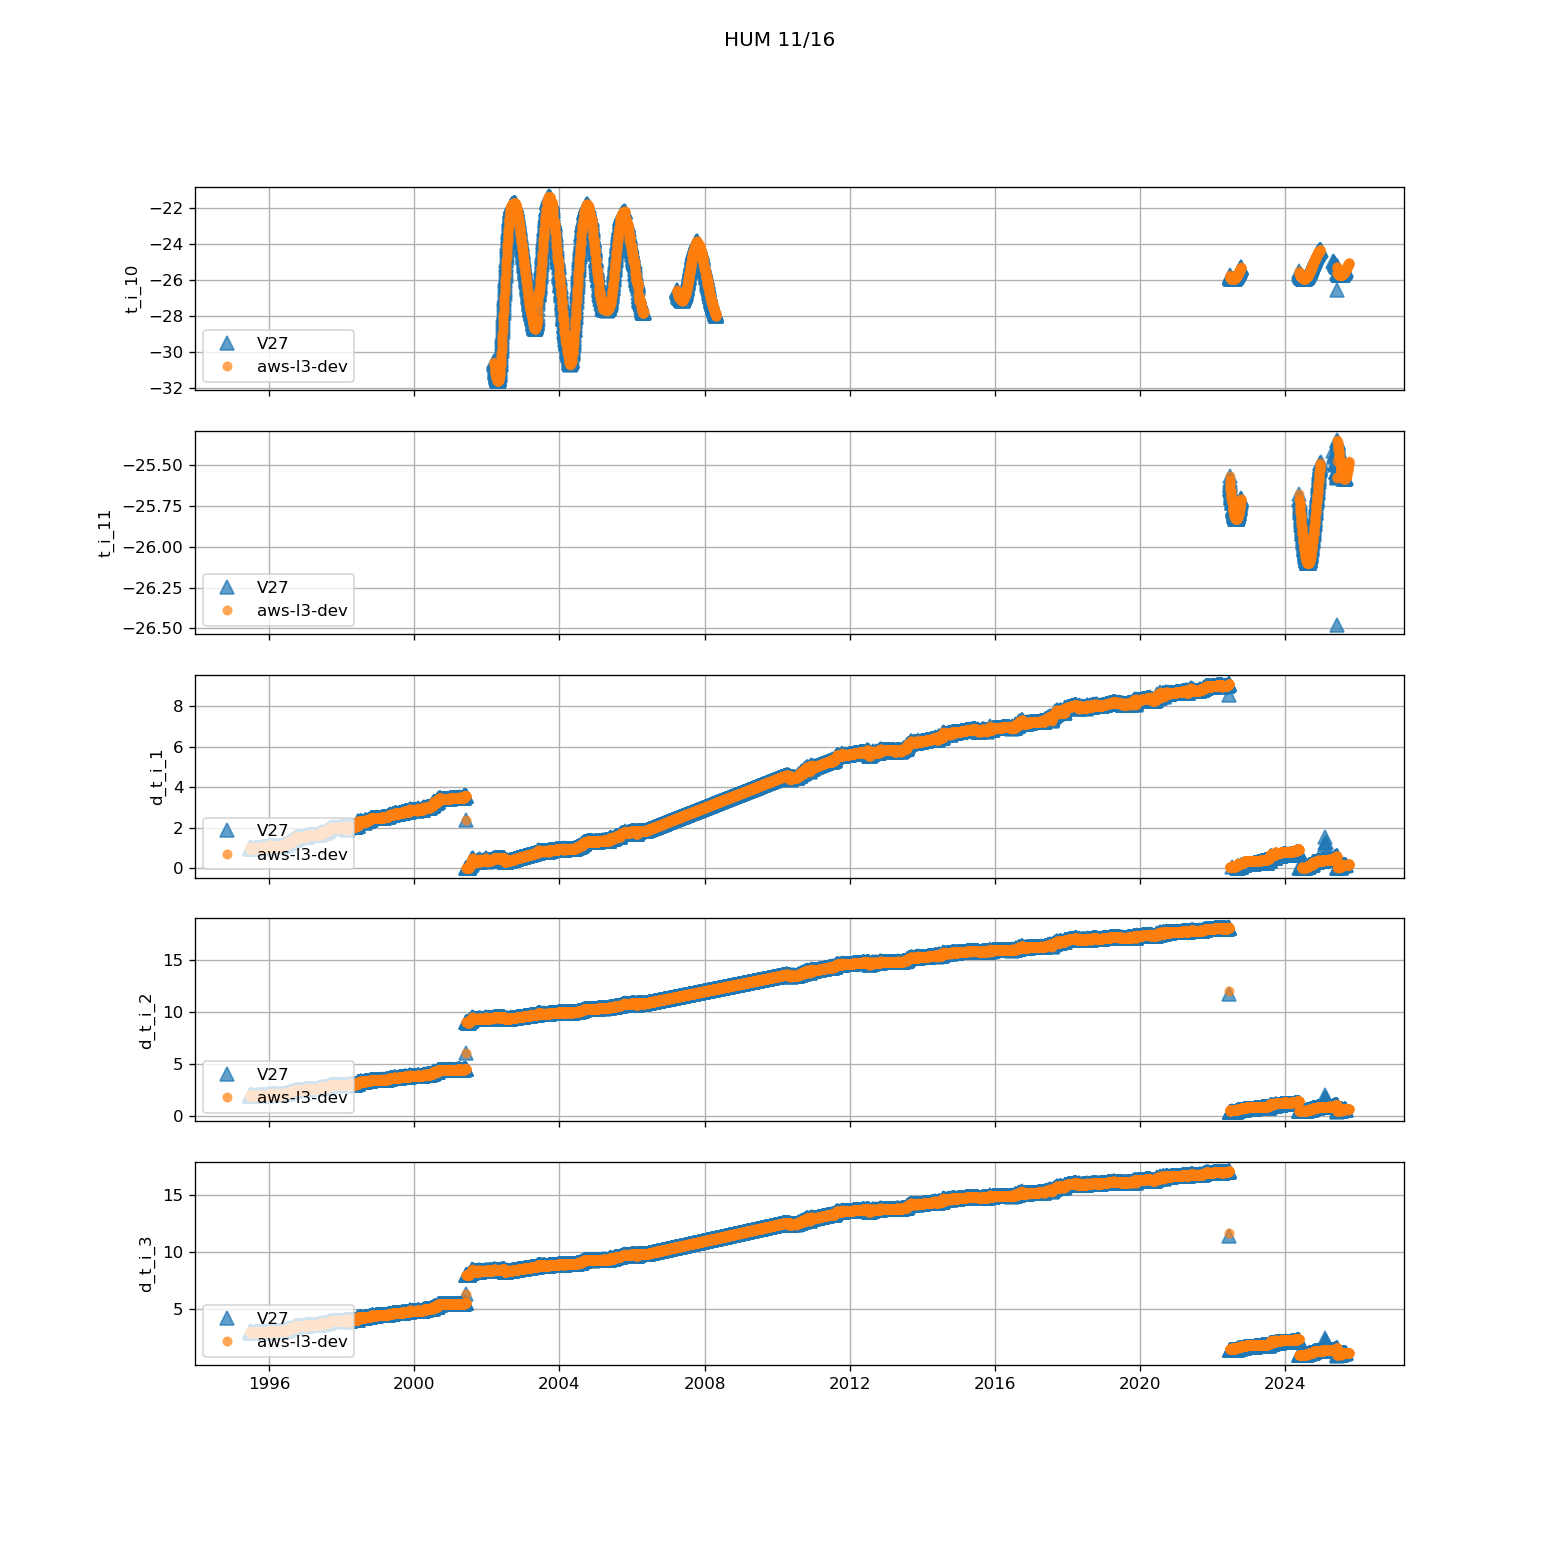 HUM 11/16
−22
−24
−26
−28
−30
−32
t_i_10
V27
aws-l3-dev
−25.50
−25.75
−26.00
−26.25
−26.50
t_i_11
V27
aws-l3-dev
8
6
4
2
0
d_t_i_1
V27
aws-l3-dev
15
10
5
0
d_t_i_2
V27
aws-l3-dev
15
10
5
d_t_i_3
V27
aws-l3-dev
1996 2000 2004 2008 2012 2016 2020 2024